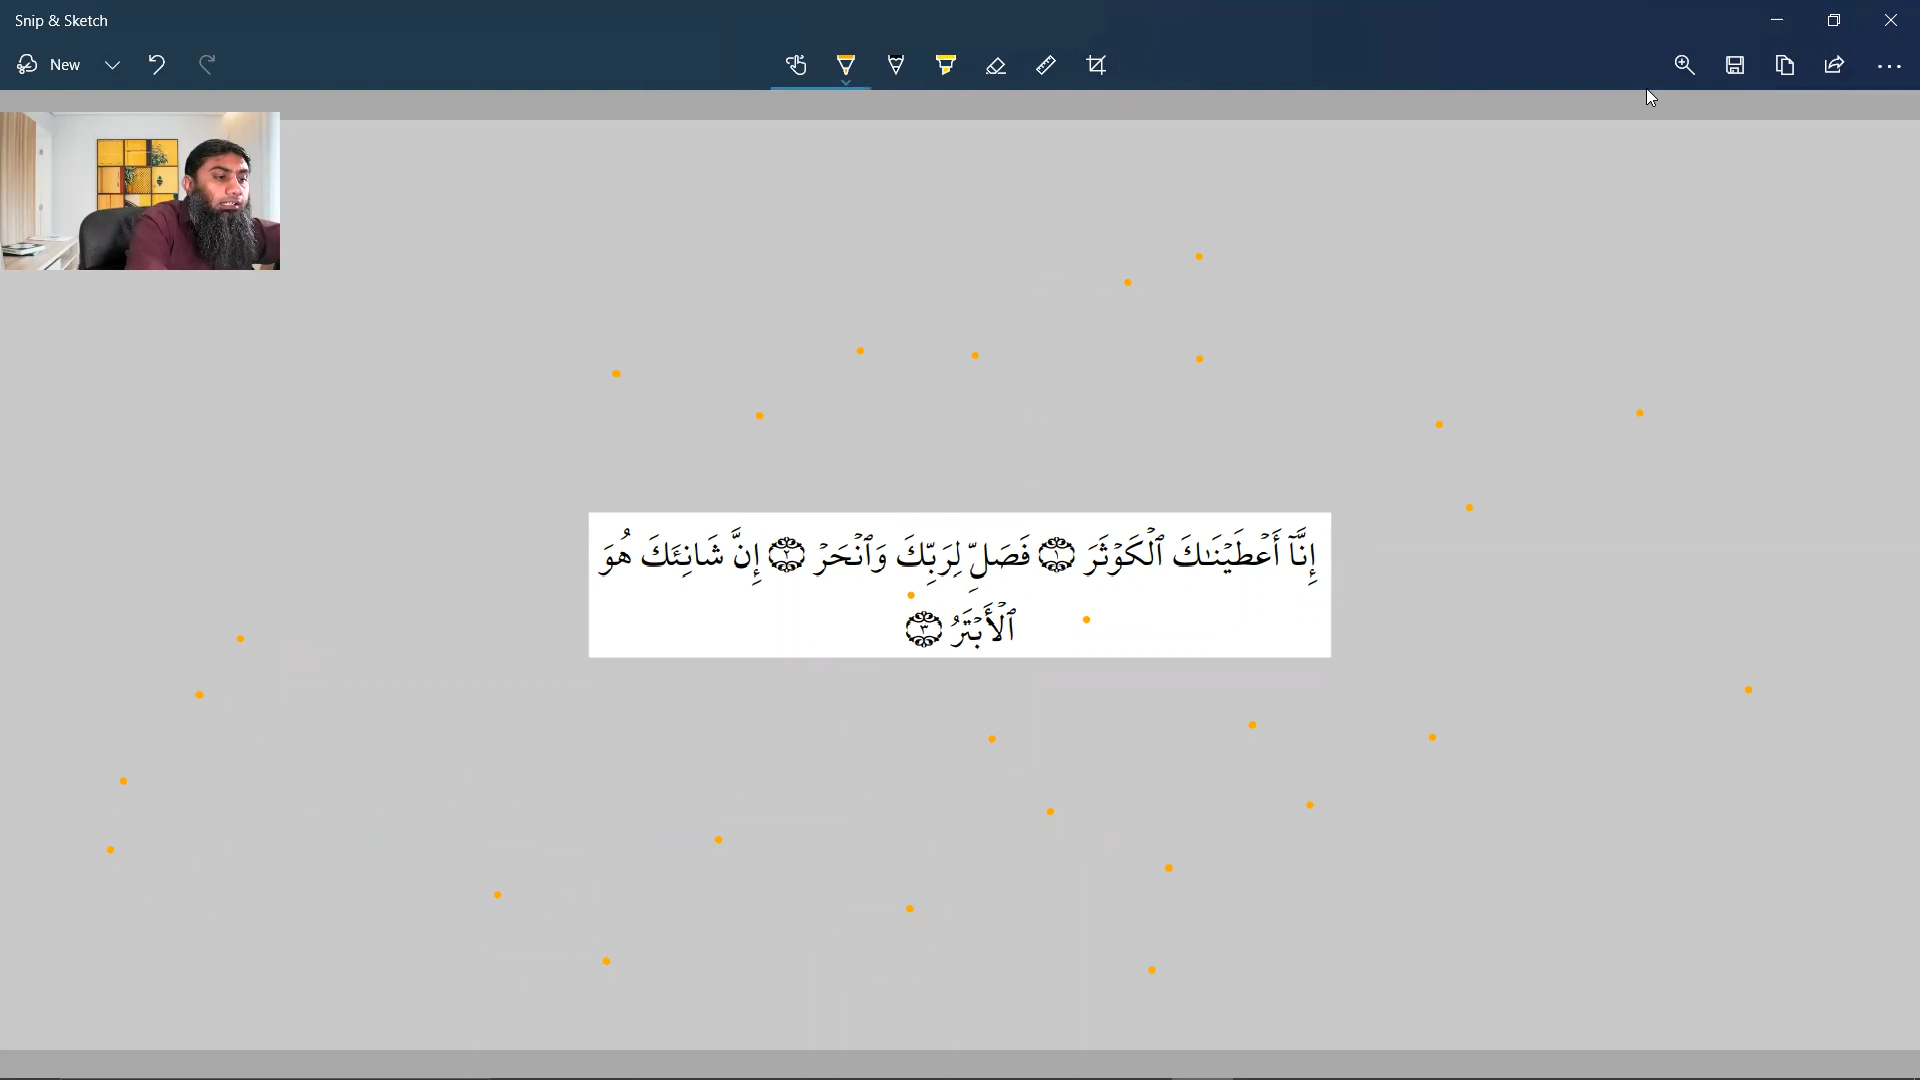 Snip & Sketch
New
إِنَّآ أَعۡطَيۡنَٰكَ ٱلۡكَوۡثَرَ ١ فَصَلِّ لِرَبِّكَ وَٱنۡحَرۡ ٢ إِنَّ شَانِئَكَ هُوَ
ٱلۡأَبۡتَرُ ٣